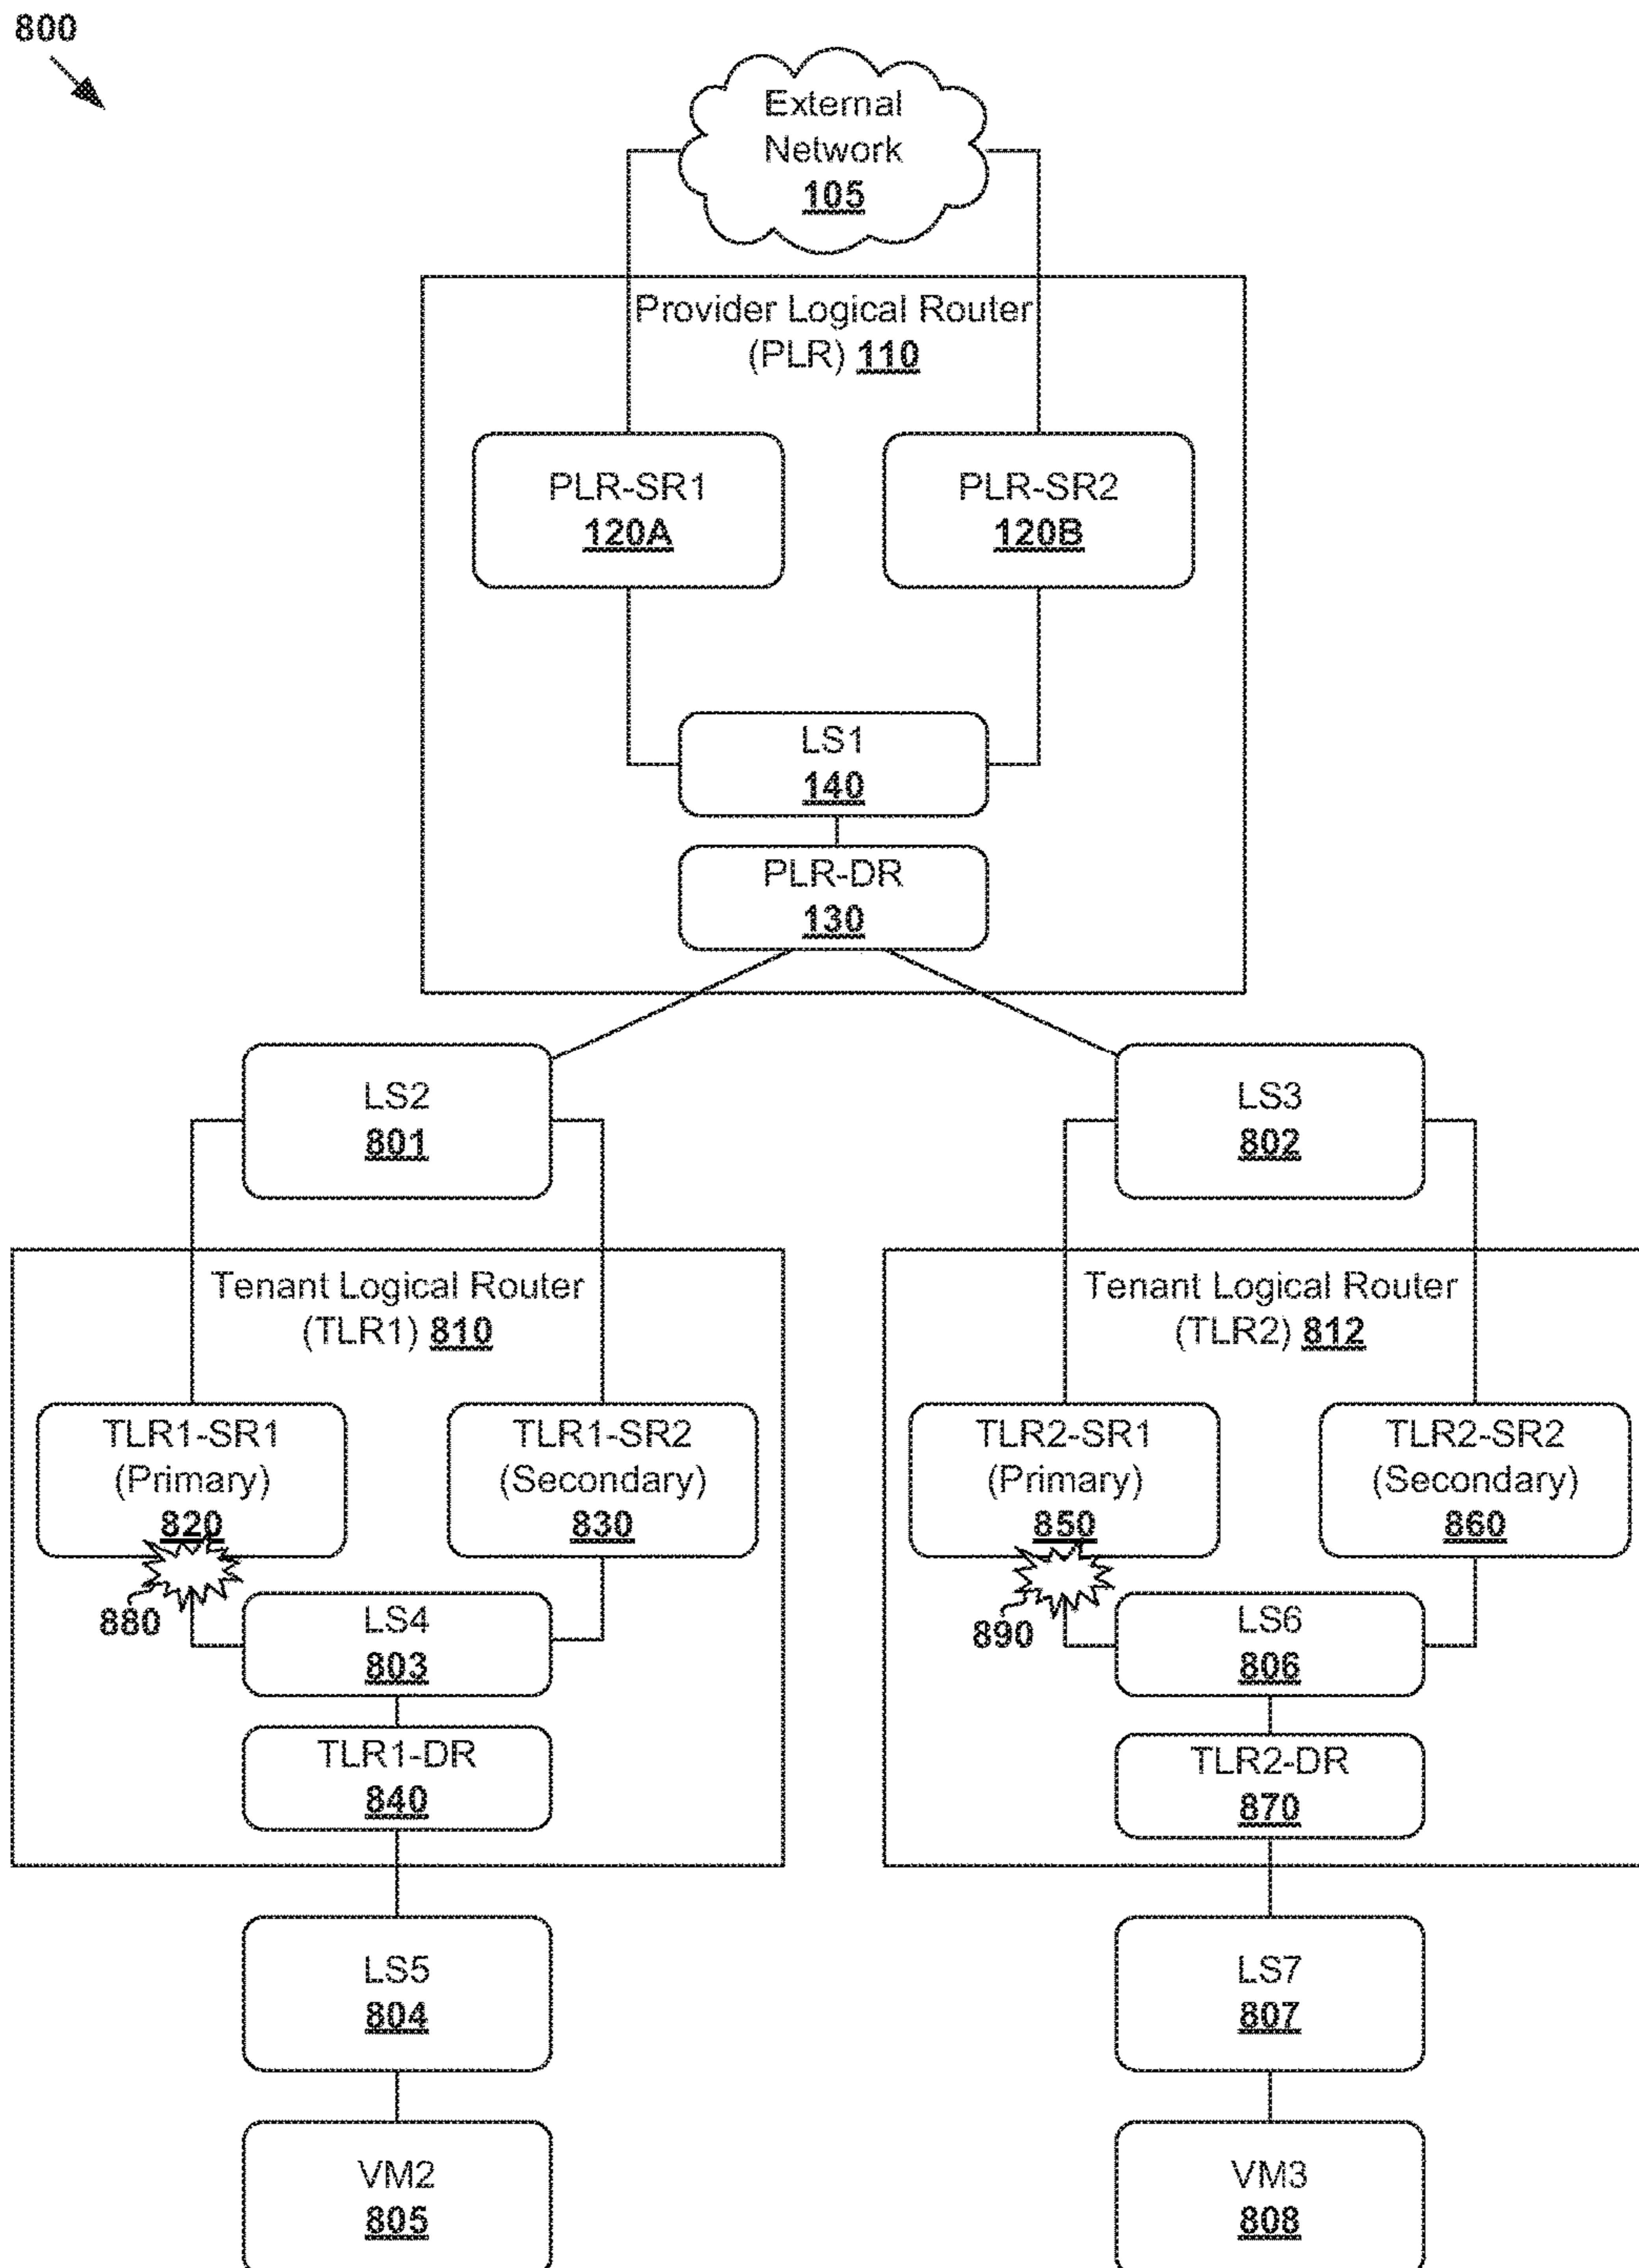 800
External
Network
105
Provider Logical Router
(PLR) 110
PLR-SR1
120A
PLR-SR2
120B
LS1
140
PLR-DR
130
LS2
801
LS3
802
Tenant Logical Router
(TLR1) 810
Tenant Logical Router
(TLR2) 812
TLR1-SR1
(Primary)
820
TLR1-SR2
(Secondary)
830
TLR2-SR1
(Primary)
850
TLR2-SR2
(Secondary)
860
880
LS4
803
890
LS6
806
TLR1-DR
840
TLR2-DR
870
LS5
804
LS7
807
VM2
805
VM3
808